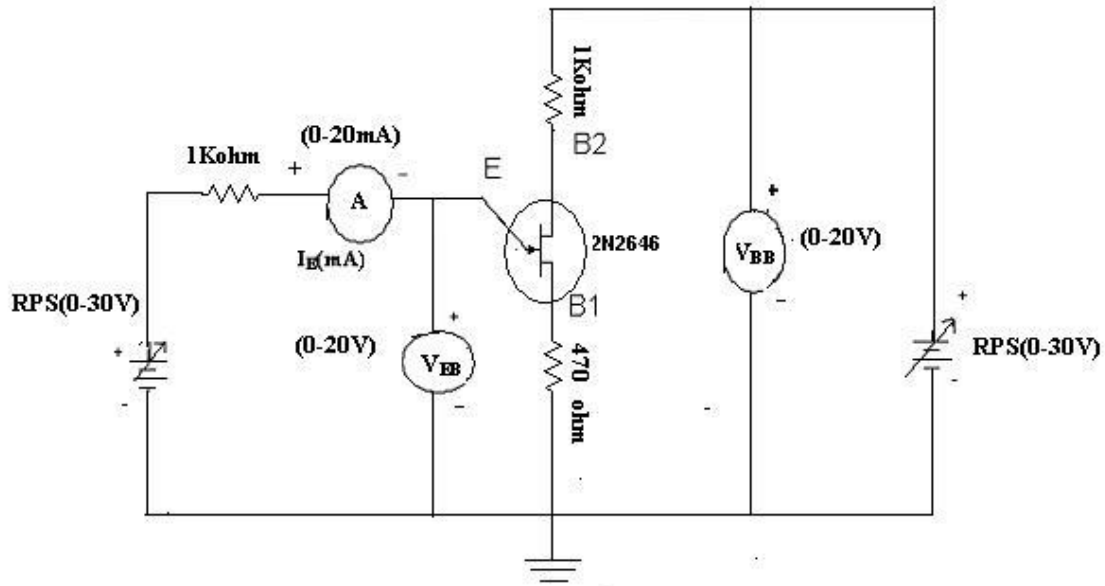 1Kohm
B2
(0-20mA)
1Kohm
+
-
E
A
+
2N2646
VBB
(0-20V)
IE(mA)
-
B1
RPS(0-30V)
+
(0-20V)
+
VEB
470 ohm
+
RPS(0-30V)
-
-
-
-